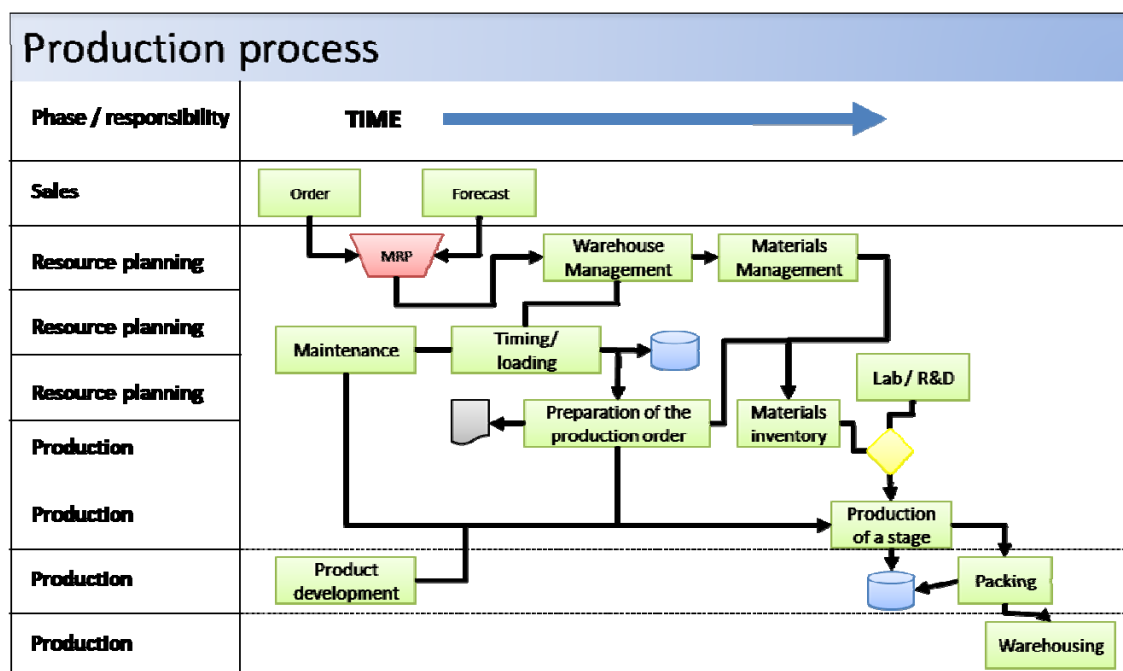 Production process
Phase / responsibility
TIME
Sales
Order
Forecast
Resource planning
MRP
Warehouse
Management
Materials
Management
Resource planning
Maintenance
Timing/
loading
Resource planning
Lab / R&D
Preparation of the
production order
Materials
inventory
Production
Production
Production
of a stage
Production
Product
development
Packing
Production
Warehousing